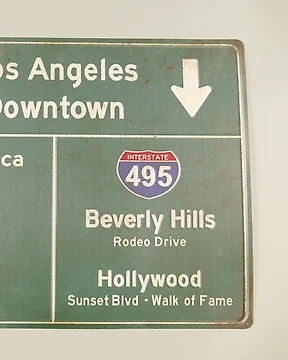 os Angeles
Downtown
ca
INTERSTATE
495
Beverly Hills
Rodeo Drive
Hollywood
Sunset Blvd - Walk of Fame